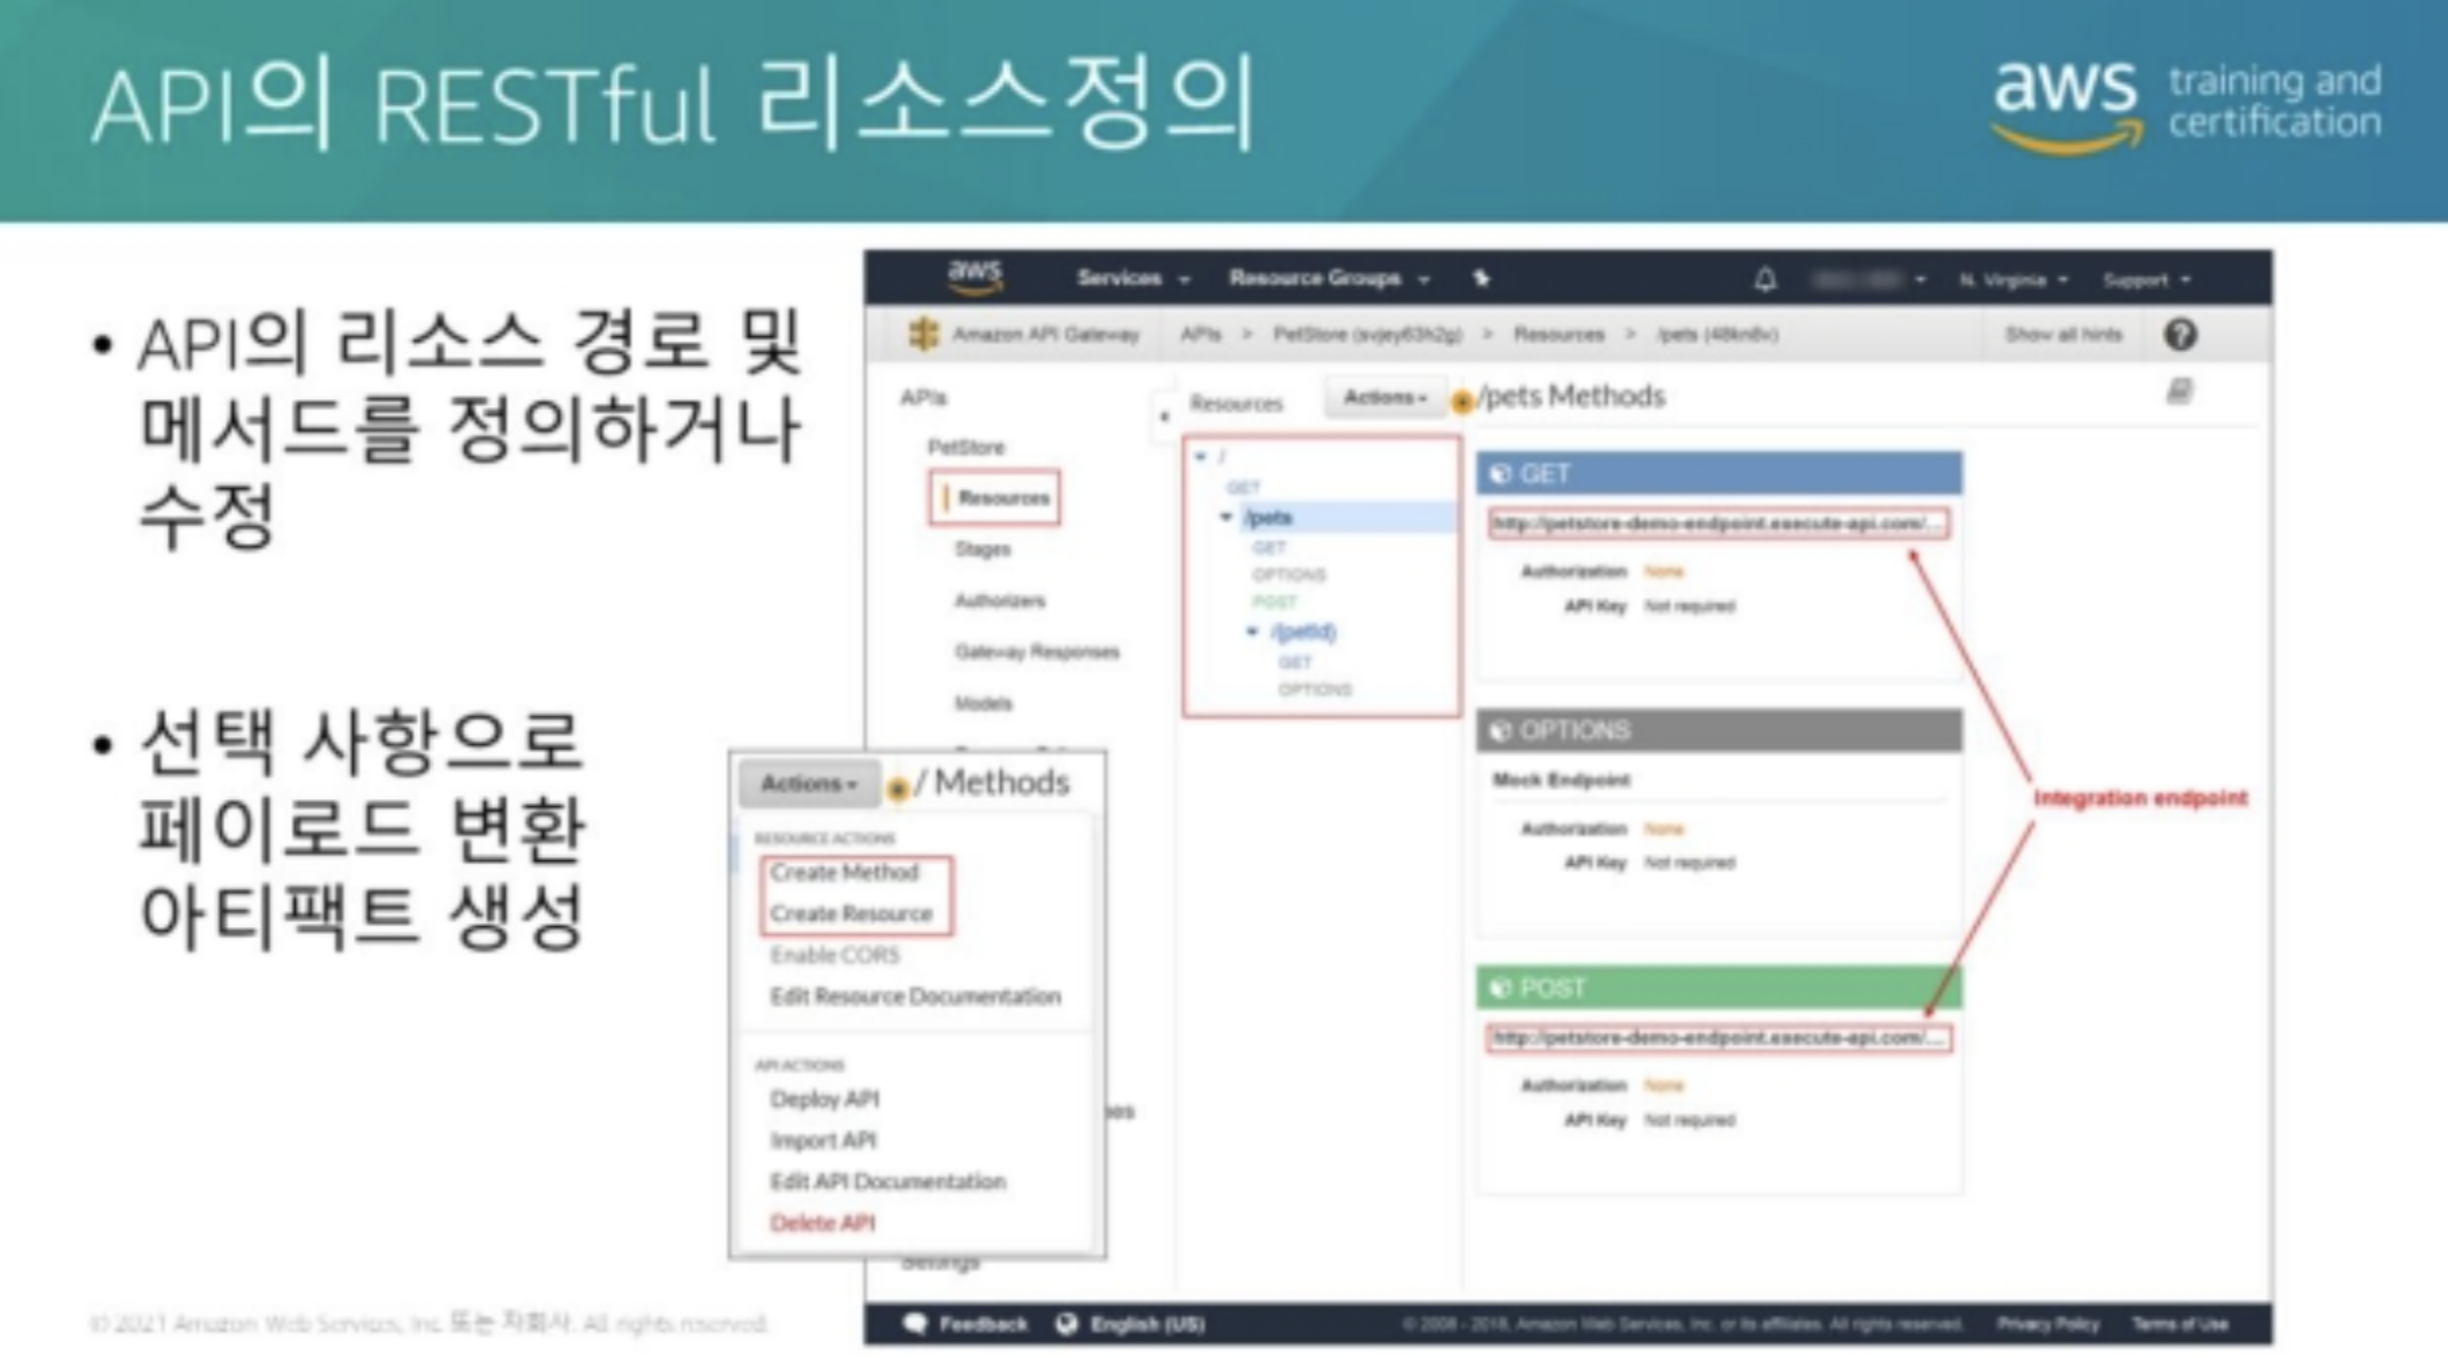 API의 RESTful 리소스정의
aws training and
certification
• API의 리소스 경로 및
메서드를 정의하거나
수정
• 선택 사항으로
페이로드 변환
아티팩트 생성
aws Services Resource Groups N. Virginia Support
Amazon API Gateway APIs > PetStore (svjey63h2g) > Resources > /pets (48kn8v) Show all hints ?
APIs
PetStore
Resources
Stages
Authorizers
Gateway Responses
Models
Settings
Resources Actions /pets Methods
/
GET
/pets
GET
OPTIONS
POST
/{petId}
GET
OPTIONS
GET
http://petstore-demo-endpoint.execute-api.com/...
Authorization None
API Key Not required
OPTIONS
Mock Endpoint
Authorization None
API Key Not required
POST
http://petstore-demo-endpoint.execute-api.com/...
Authorization None
API Key Not required
Integration endpoint
Actions / Methods
RESOURCE ACTIONS
Create Method
Create Resource
Enable CORS
Edit Resource Documentation
API ACTIONS
Deploy API
Import API
Edit API Documentation
Delete API
Feedback English (US) © 2008 - 2018, Amazon Web Services, Inc. or its affiliates. All rights reserved. Privacy Policy Terms of Use
© 2021 Amazon Web Services, Inc. 또는 자회사. All rights reserved.